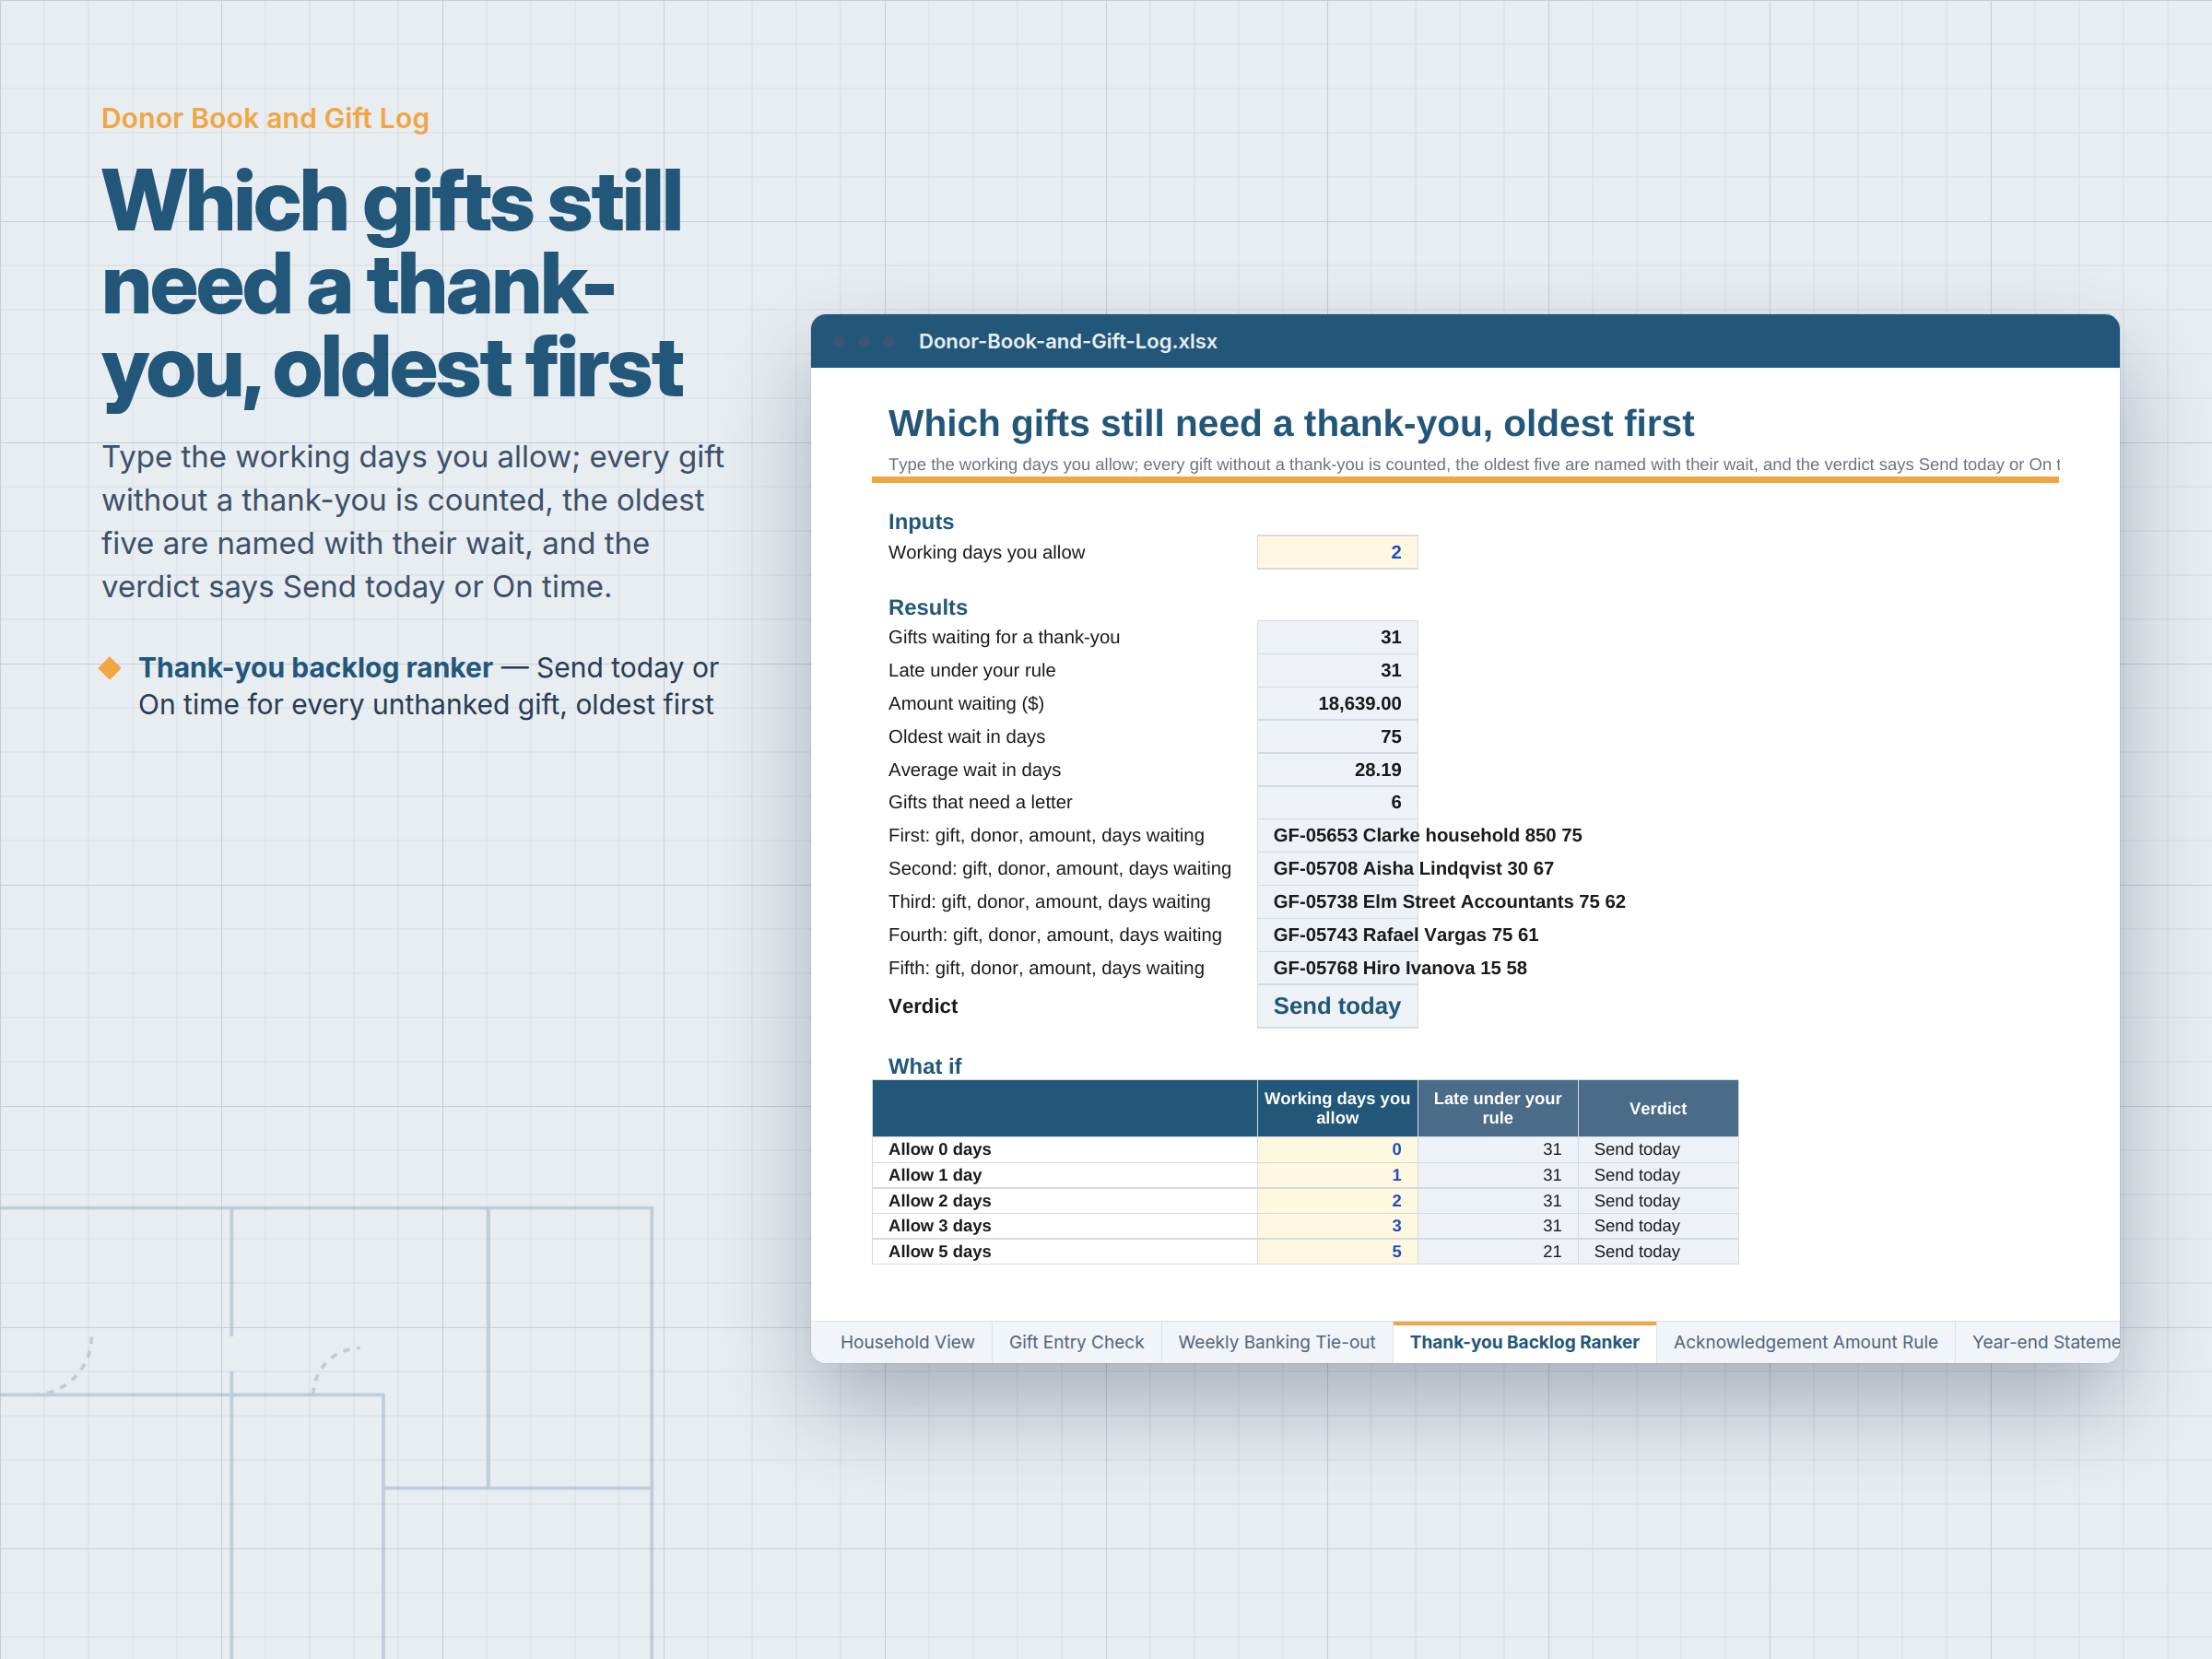 Donor Book and Gift Log
Which gifts still
need a thank-
you, oldest first
Type the working days you allow; every gift
without a thank-you is counted, the oldest
five are named with their wait, and the
verdict says Send today or On time.
Thank-you backlog ranker — Send today or
On time for every unthanked gift, oldest first
Donor-Book-and-Gift-Log.xlsx
Which gifts still need a thank-you, oldest first
Type the working days you allow; every gift without a thank-you is counted, the oldest five are named with their wait, and the verdict says Send today or On t
Inputs
Working days you allow 2
Results
Gifts waiting for a thank-you 31
Late under your rule 31
Amount waiting ($) 18,639.00
Oldest wait in days 75
Average wait in days 28.19
Gifts that need a letter 6
First: gift, donor, amount, days waiting GF-05653 Clarke household 850 75
Second: gift, donor, amount, days waiting GF-05708 Aisha Lindqvist 30 67
Third: gift, donor, amount, days waiting GF-05738 Elm Street Accountants 75 62
Fourth: gift, donor, amount, days waiting GF-05743 Rafael Vargas 75 61
Fifth: gift, donor, amount, days waiting GF-05768 Hiro Ivanova 15 58
Verdict Send today
What if
Working days you allow Late under your rule Verdict
Allow 0 days 0 31 Send today
Allow 1 day 1 31 Send today
Allow 2 days 2 31 Send today
Allow 3 days 3 31 Send today
Allow 5 days 5 21 Send today
Household View Gift Entry Check Weekly Banking Tie-out Thank-you Backlog Ranker Acknowledgement Amount Rule Year-end Stateme